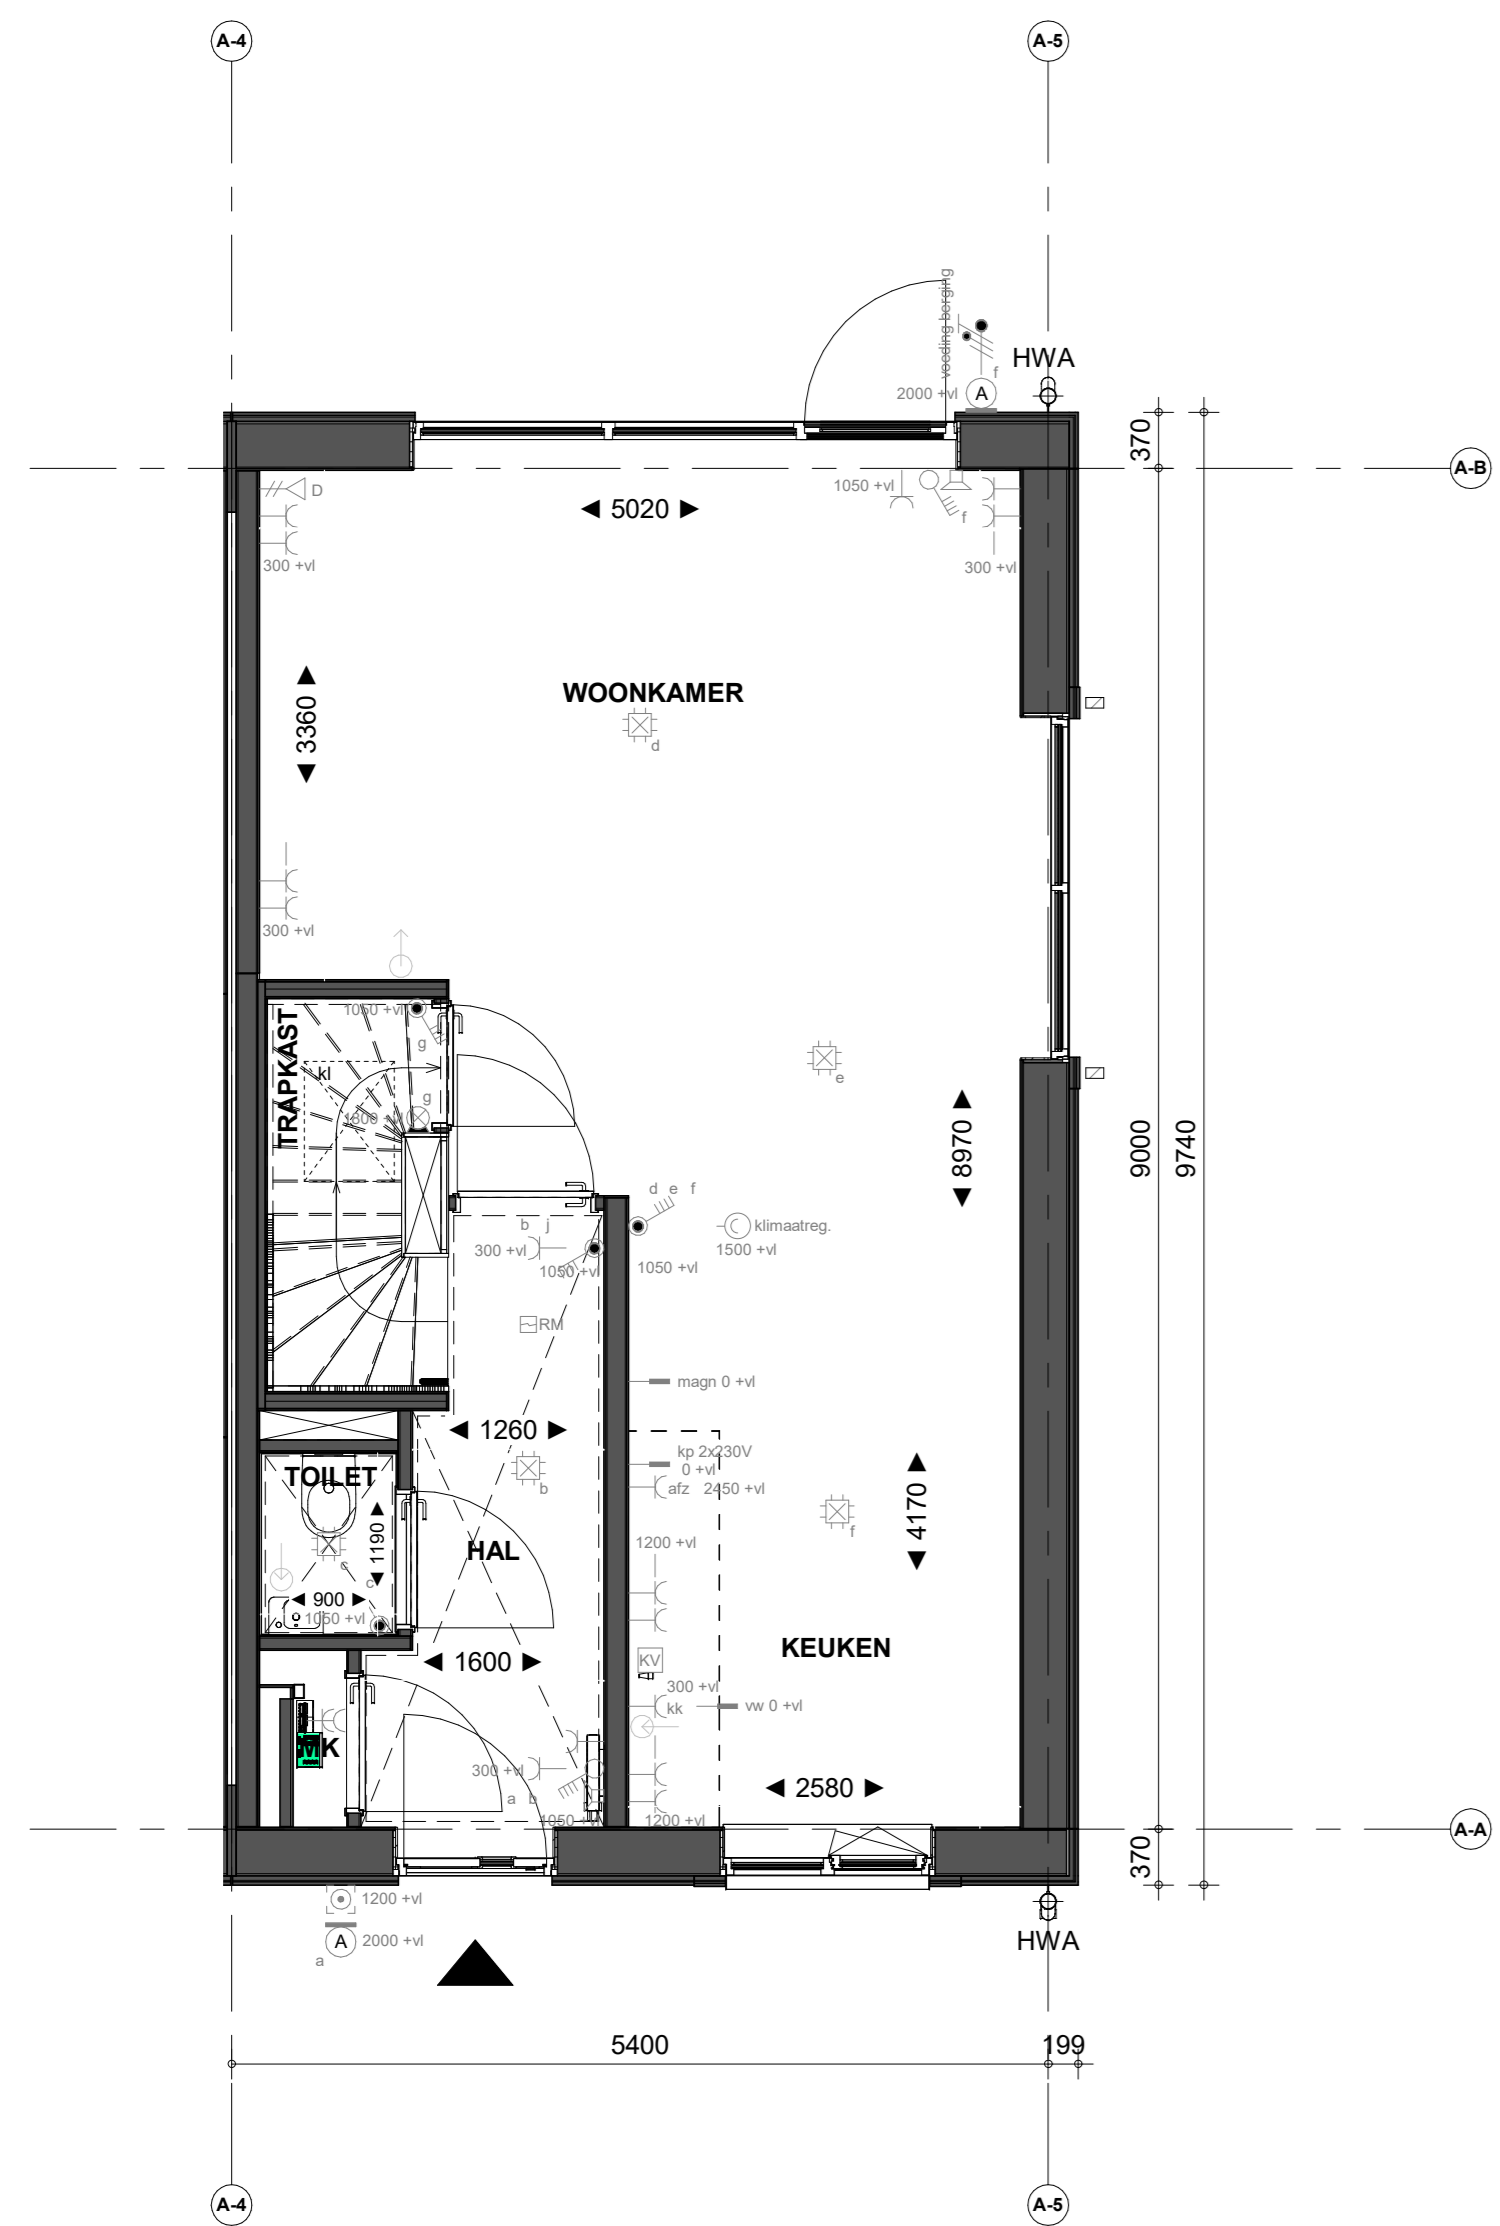 A-4
A-5
voeding berging
f
HWA
2000 +vl
A
370
A-B
D
5020
1050 +vl
f
300 +vl
300 +vl
3360
WOONKAMER
d
300 +vl
TRAPKAST
1050 +vl
g
kl
g
1800 +vl
e
8970
9000
9740
d e f
b j
300 +vl
1050 +vl
1050 +vl
klimaatreg.
1500 +vl
RM
magn 0 +vl
1260
kp 2x230V
0 +vl
afz 2450 +vl
b
TOILET
1190
c
c
900
1050 +vl
HAL
4170
f
1200 +vl
KEUKEN
1600
KV
300 +vl
kk
vw 0 +vl
MK
300 +vl
a b
1050 +vl
1200 +vl
2580
A-A
370
1200 +vl
A
2000 +vl
a
HWA
5400
199
A-4
A-5